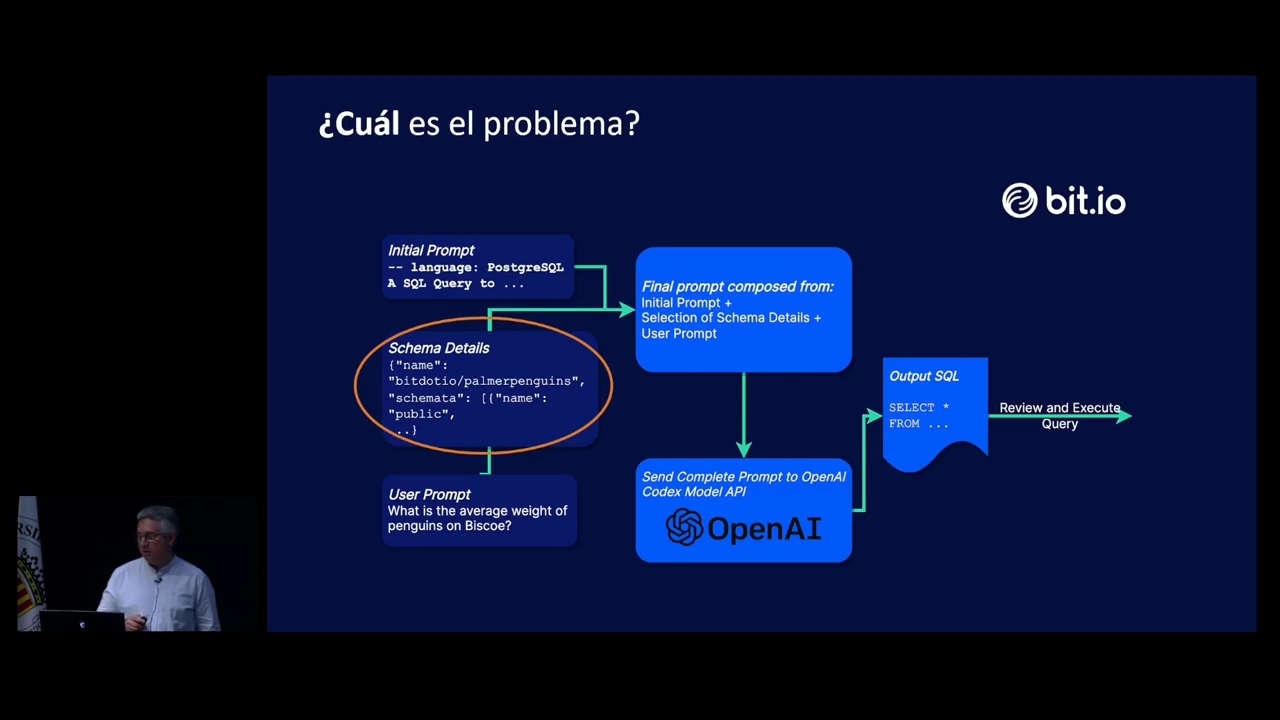 ¿Cuál es el problema?
bit.io
Initial Prompt
-- language: PostgreSQL
A SQL Query to ...
Schema Details
{"name":
"bitdotio/palmerpenguins",
"schemata": [{"name":
"public",
..}
User Prompt
What is the average weight of
penguins on Biscoe?
Final prompt composed from:
Initial Prompt +
Selection of Schema Details +
User Prompt
Send Complete Prompt to OpenAI
Codex Model API
OpenAI
Output SQL
SELECT *
FROM ...
Review and Execute
Query